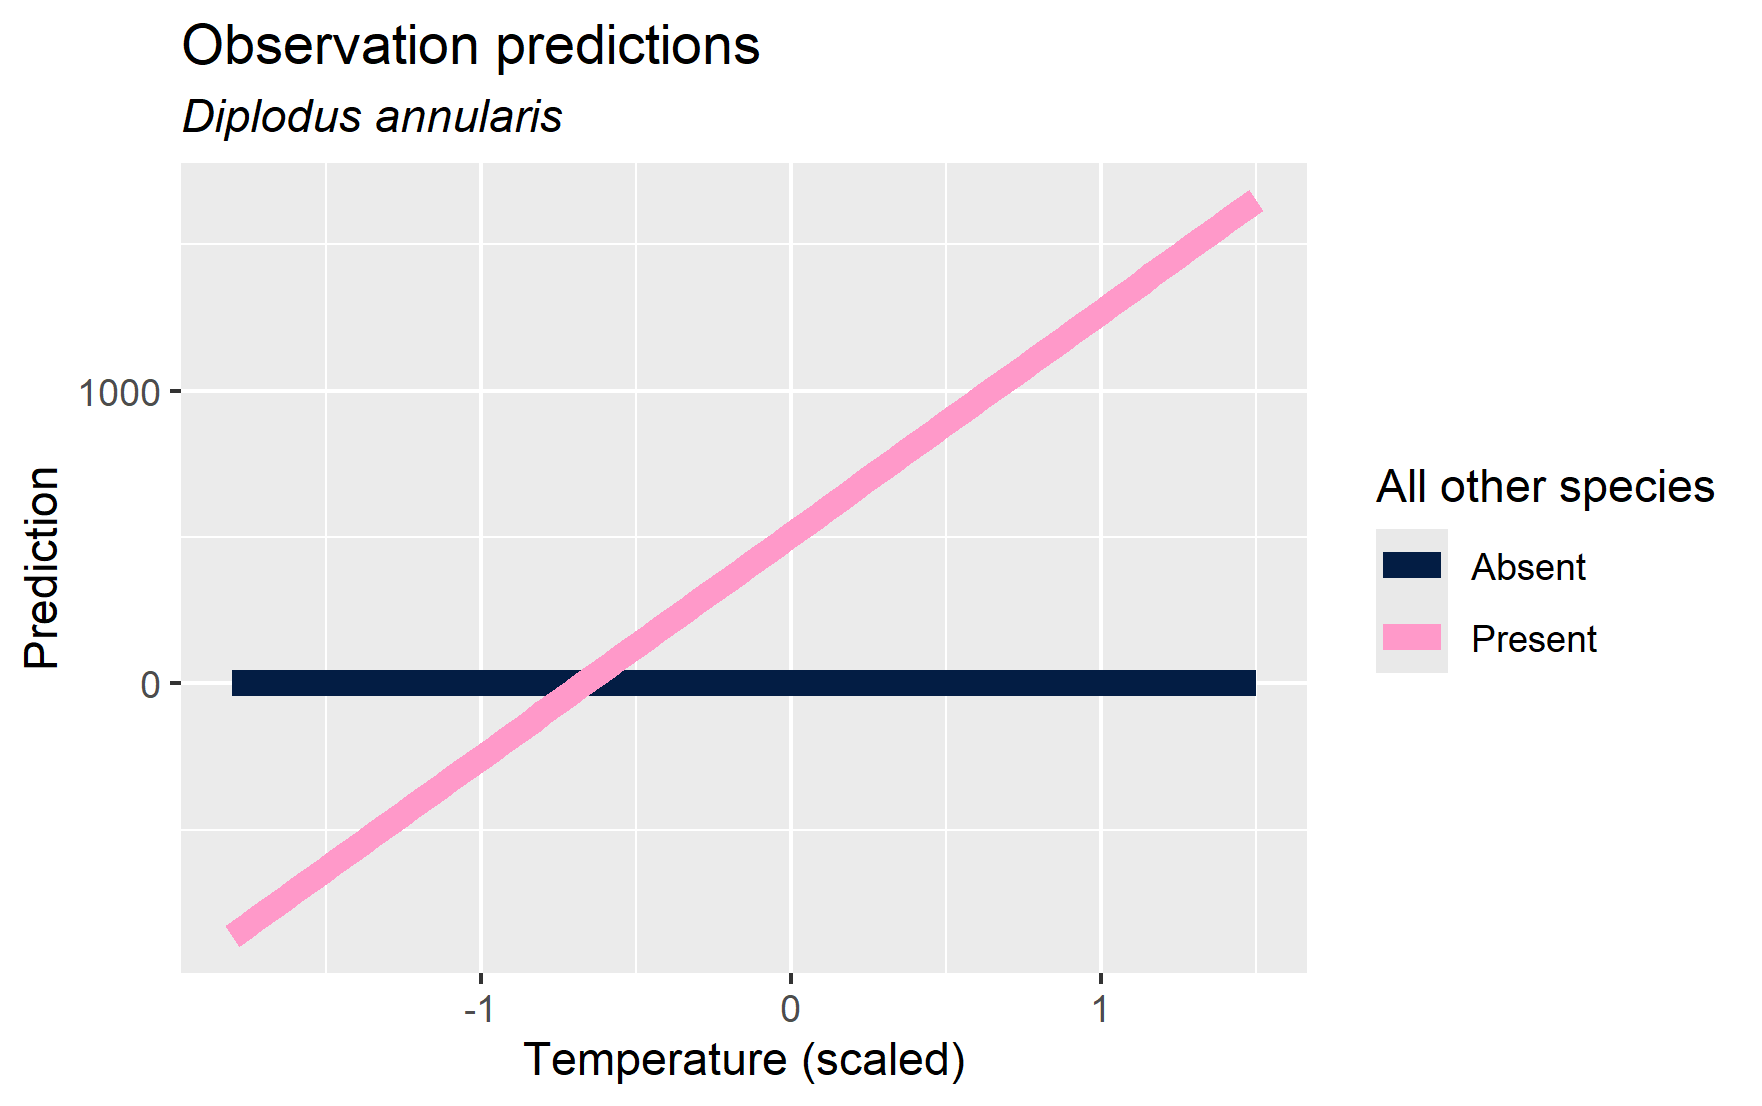 Observation predictions
Diplodus annularis
Prediction
1000
0
-1
0
1
Temperature (scaled)
All other species
Absent
Present